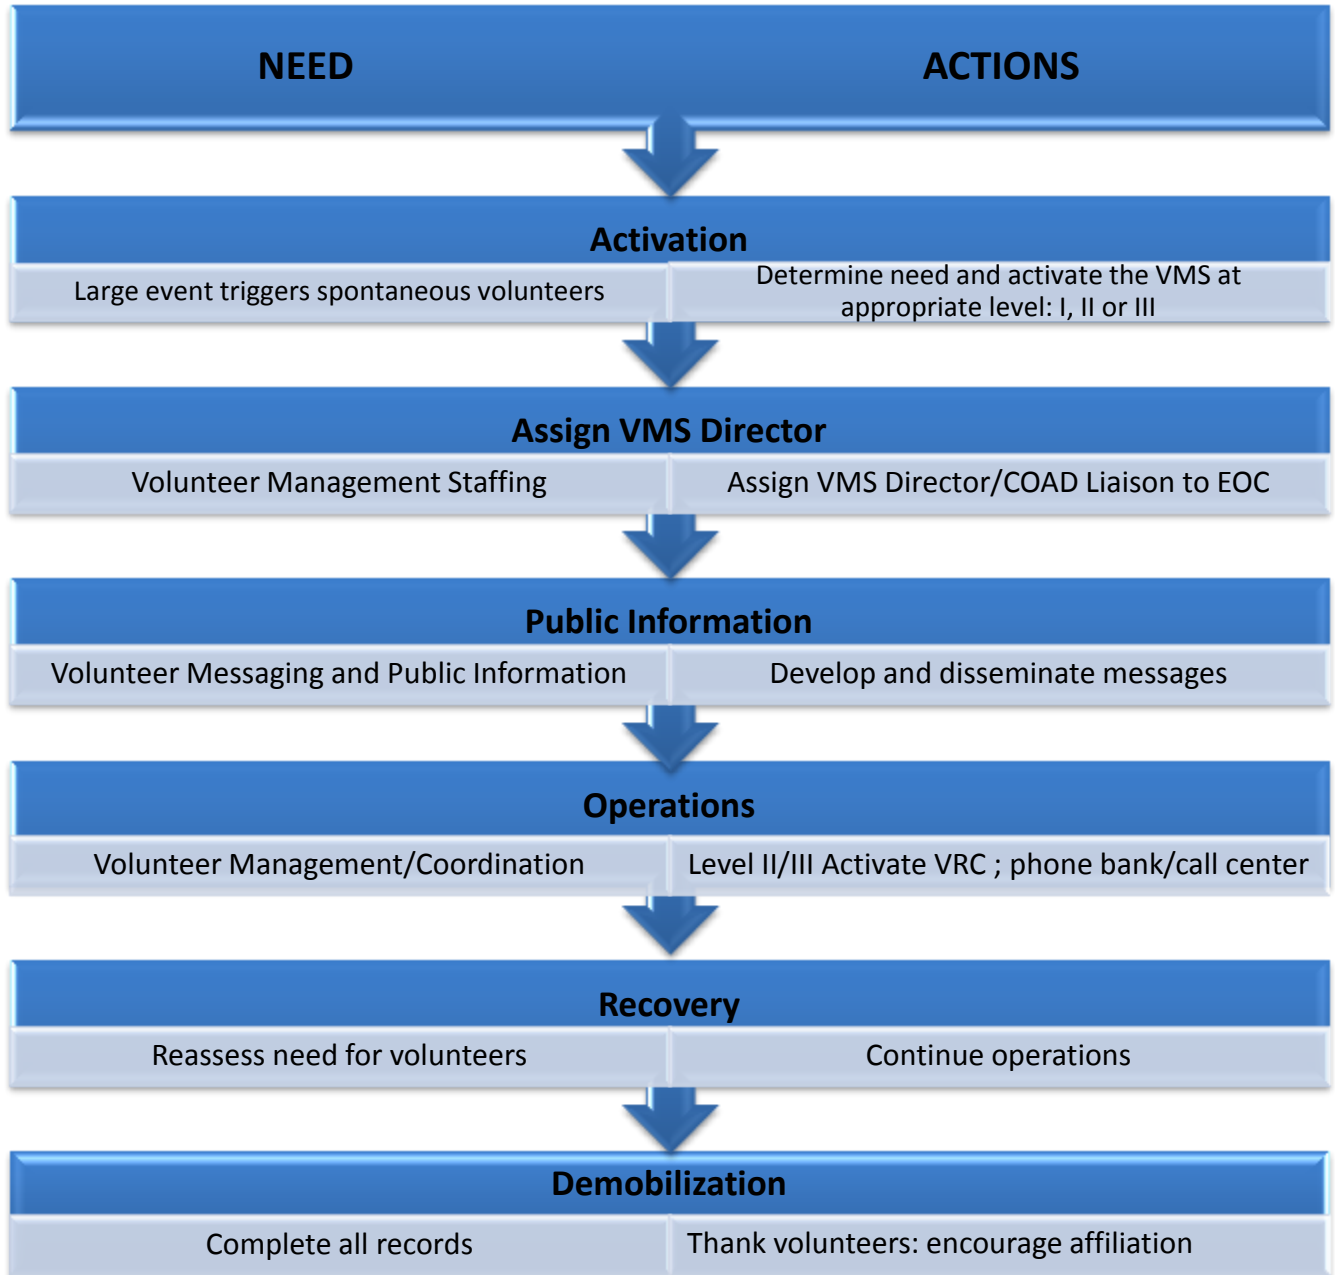 NEED ACTIONS
Activation
Large event triggers spontaneous volunteers
Determine need and activate the VMS at
appropriate level: I, II or III
Assign VMS Director
Volunteer Management Staffing
Assign VMS Director/COAD Liaison to EOC
Public Information
Volunteer Messaging and Public Information
Develop and disseminate messages
Operations
Volunteer Management/Coordination
Level II/III Activate VRC ; phone bank/call center
Recovery
Reassess need for volunteers
Continue operations
Demobilization
Complete all records
Thank volunteers: encourage affiliation